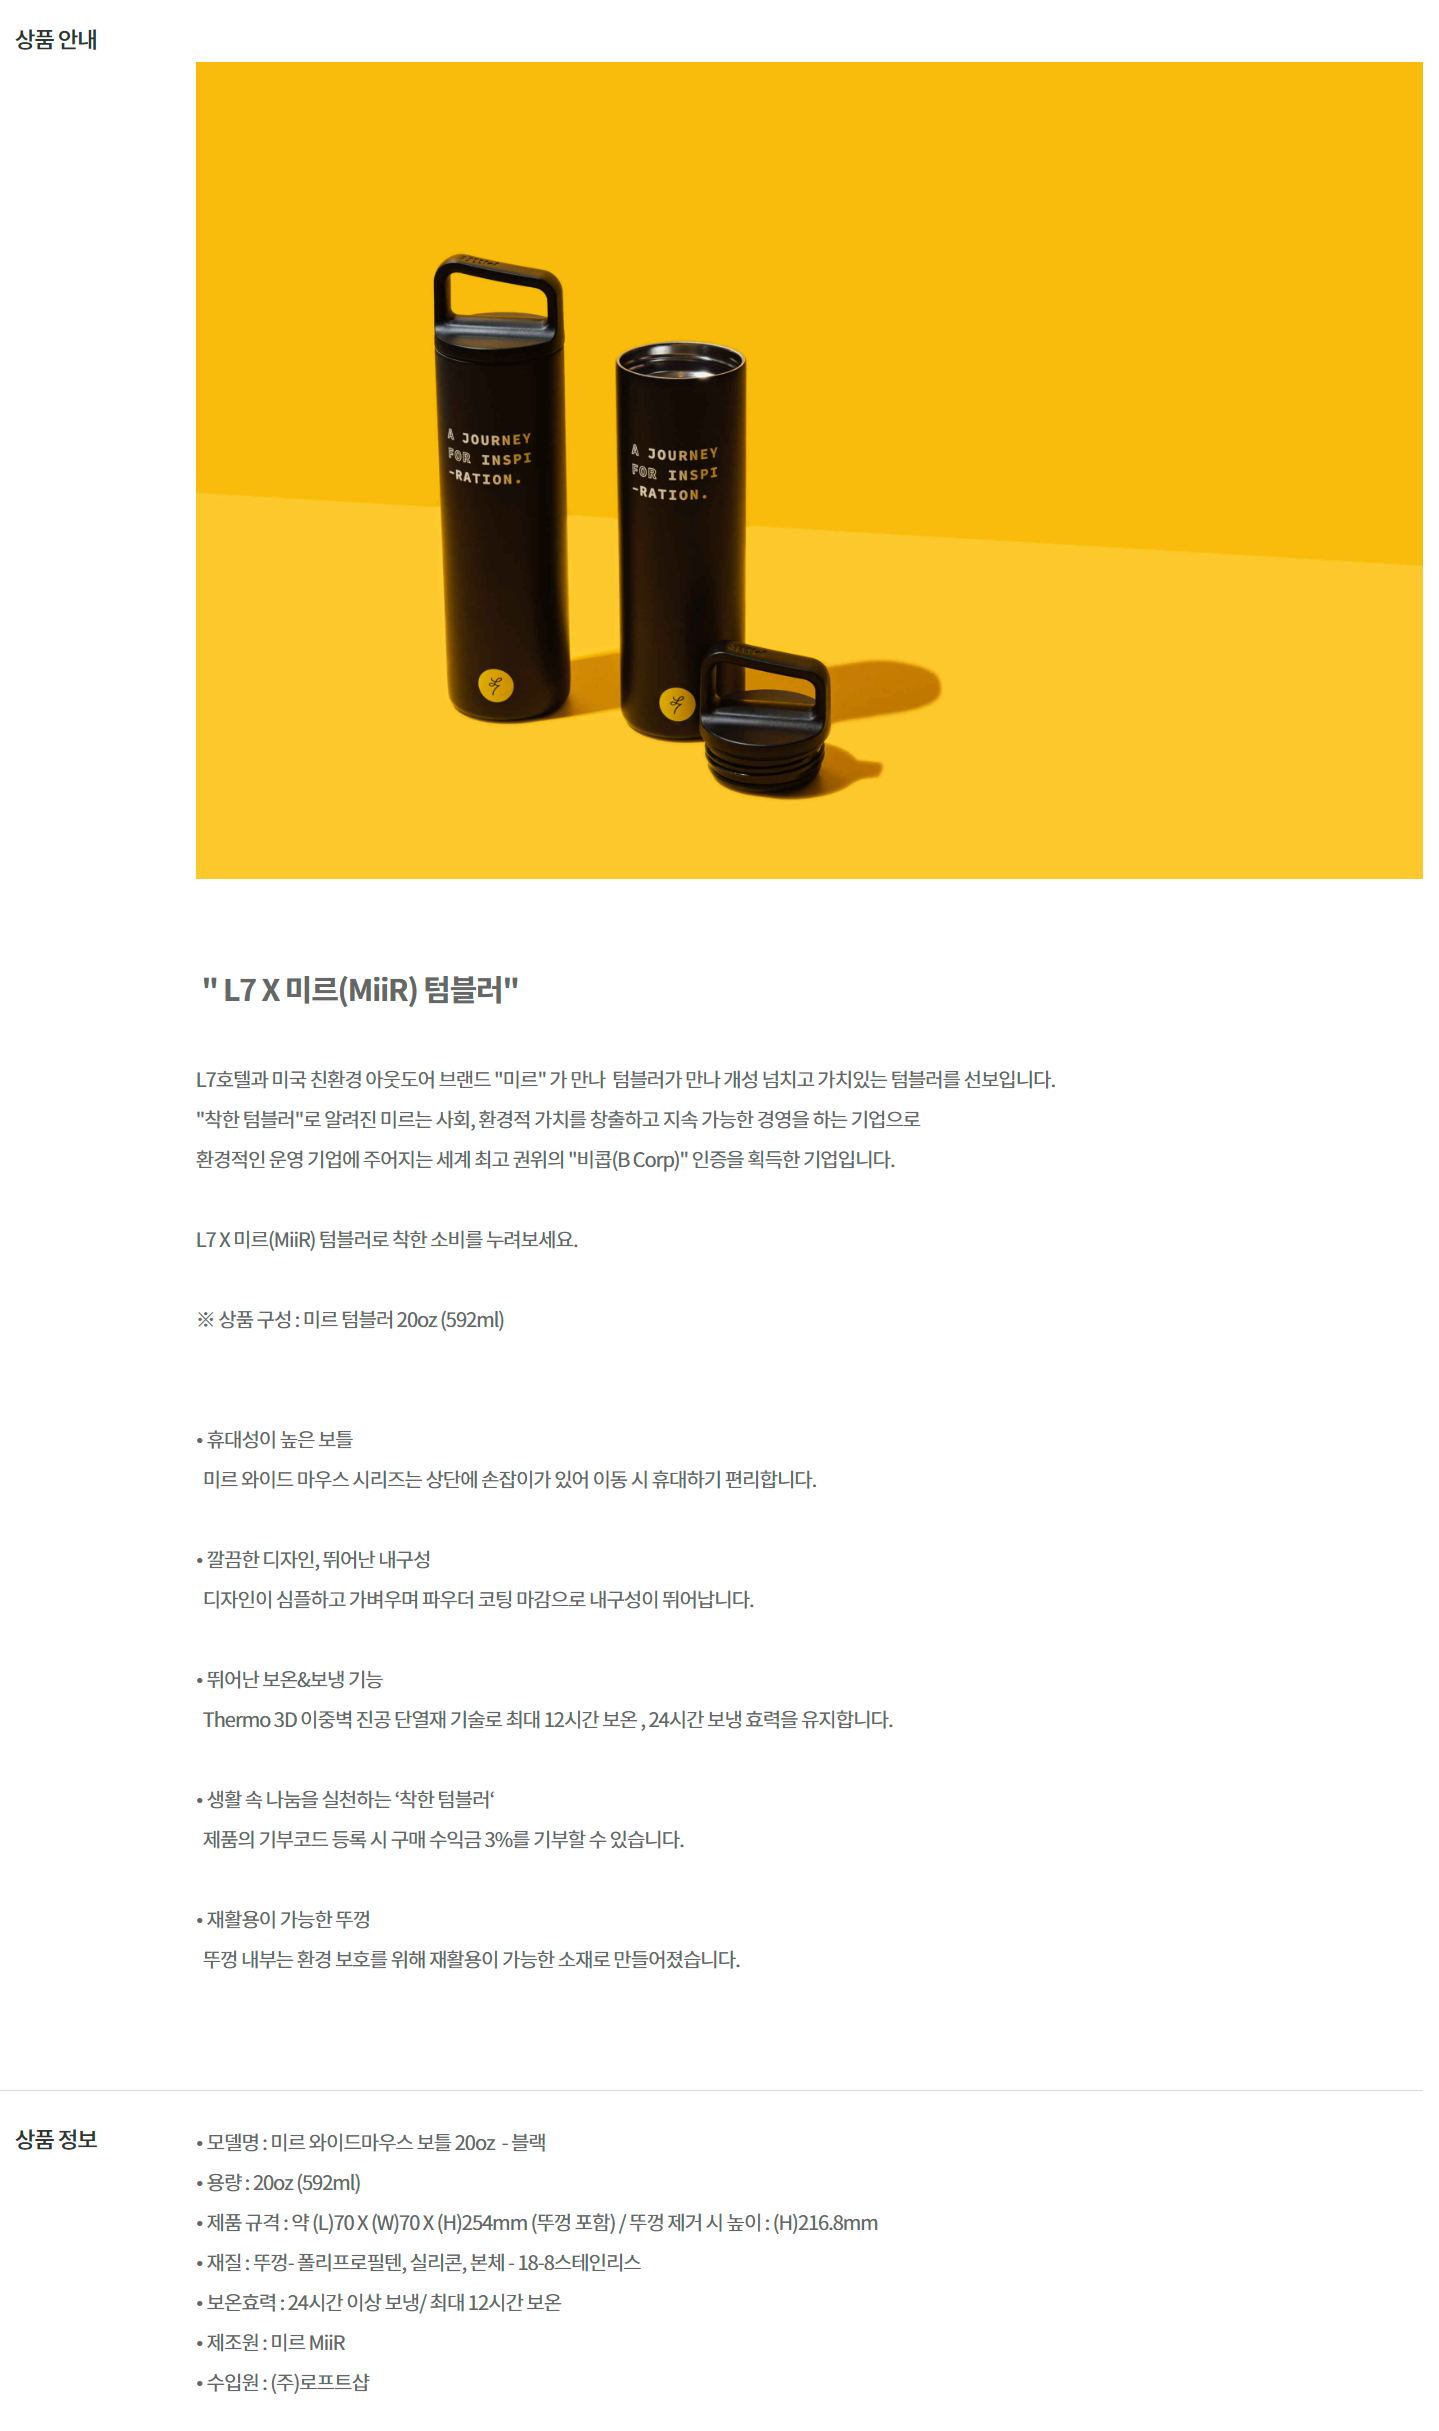 상품 안내
A JOURNEY
FOR INSPI
-RATION.
A JOURNEY
FOR INSPI
-RATION.
" L7 X 미르(MiiR) 텀블러"
L7호텔과 미국 친환경 아웃도어 브랜드 "미르" 가 만나  텀블러가 만나 개성 넘치고 가치있는 텀블러를 선보입니다.
"착한 텀블러"로 알려진 미르는 사회, 환경적 가치를 창출하고 지속 가능한 경영을 하는 기업으로
환경적인 운영 기업에 주어지는 세계 최고 권위의 "비콥(B Corp)" 인증을 획득한 기업입니다.
L7 X 미르(MiiR) 텀블러로 착한 소비를 누려보세요.
※ 상품 구성 : 미르 텀블러 20oz (592ml)
• 휴대성이 높은 보틀
미르 와이드 마우스 시리즈는 상단에 손잡이가 있어 이동 시 휴대하기 편리합니다.
• 깔끔한 디자인, 뛰어난 내구성
디자인이 심플하고 가벼우며 파우더 코팅 마감으로 내구성이 뛰어납니다.
• 뛰어난 보온&보냉 기능
Thermo 3D 이중벽 진공 단열재 기술로 최대 12시간 보온 , 24시간 보냉 효력을 유지합니다.
• 생활 속 나눔을 실천하는 ‘착한 텀블러‘
제품의 기부코드 등록 시 구매 수익금 3%를 기부할 수 있습니다.
• 재활용이 가능한 뚜껑
뚜껑 내부는 환경 보호를 위해 재활용이 가능한 소재로 만들어졌습니다.
상품 정보
• 모델명 : 미르 와이드마우스 보틀 20oz  - 블랙
• 용량 : 20oz (592ml)
• 제품 규격 : 약 (L)70 X (W)70 X (H)254mm (뚜껑 포함) / 뚜껑 제거 시 높이 : (H)216.8mm
• 재질 : 뚜껑- 폴리프로필텐, 실리콘, 본체 - 18-8스테인리스
• 보온효력 : 24시간 이상 보냉/ 최대 12시간 보온
• 제조원 : 미르 MiiR
• 수입원 : (주)로프트샵